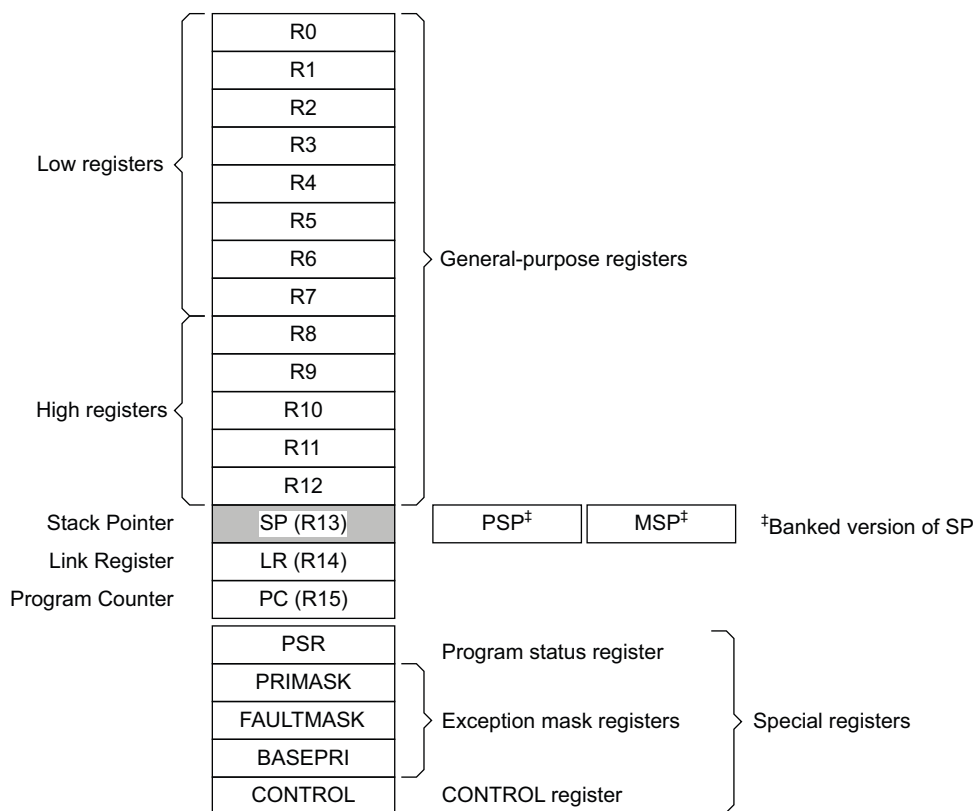 R0
R1
R2
R3
Low registers
R4
R5
R6
General-purpose registers
R7
R8
R9
High registers
R10
R11
R12
Stack Pointer
SP (R13)
PSP‡
MSP‡
‡Banked version of SP
Link Register
LR (R14)
Program Counter
PC (R15)
PSR
Program status register
PRIMASK
FAULTMASK
Exception mask registers
Special registers
BASEPRI
CONTROL
CONTROL register